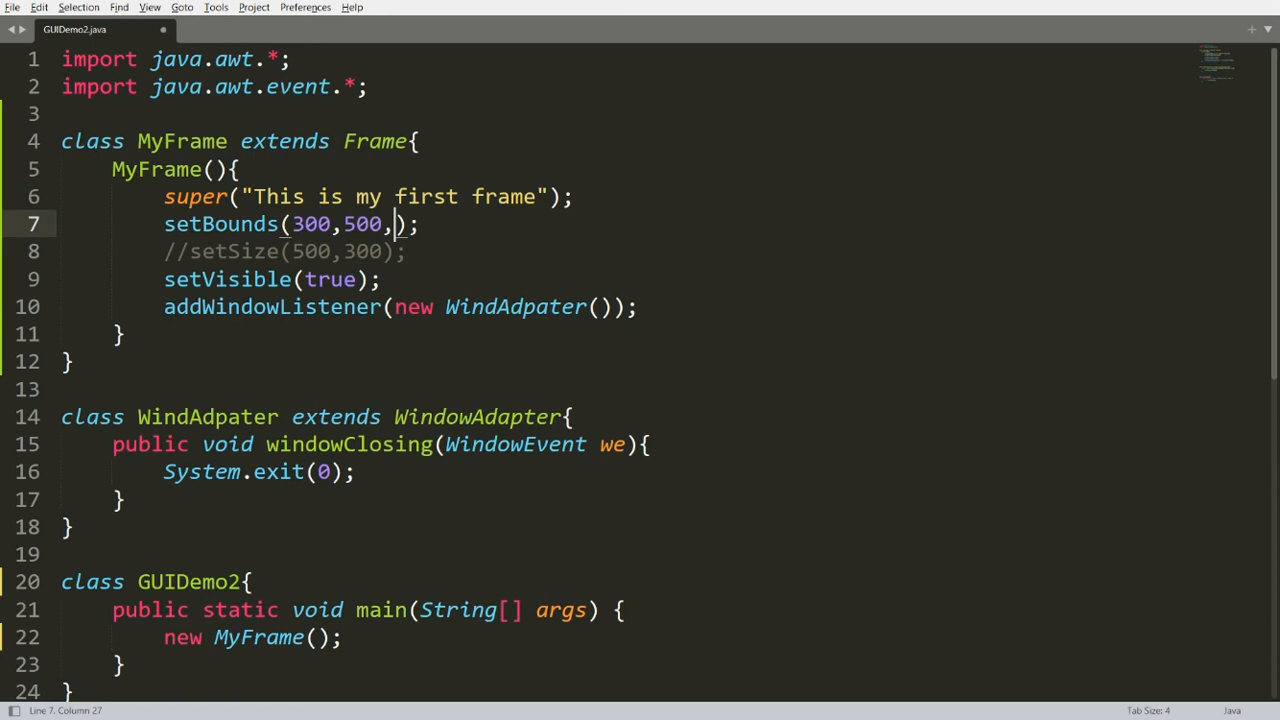 File Edit Selection Find View Goto Tools Project Preferences Help
GUIDemo2.java
1 import java.awt.*;
2 import java.awt.event.*;
3
4 class MyFrame extends Frame{
5 MyFrame(){
6 super("This is my first frame");
7 setBounds(300,500,);
8 //setSize(500,300);
9 setVisible(true);
10 addWindowListener(new WindAdpater());
11 }
12 }
13
14 class WindAdpater extends WindowAdapter{
15 public void windowClosing(WindowEvent we){
16 System.exit(0);
17 }
18 }
19
20 class GUIDemo2{
21 public static void main(String[] args) {
22 new MyFrame();
23 }
24 }
Line 7, Column 27 Tab Size: 4 Java